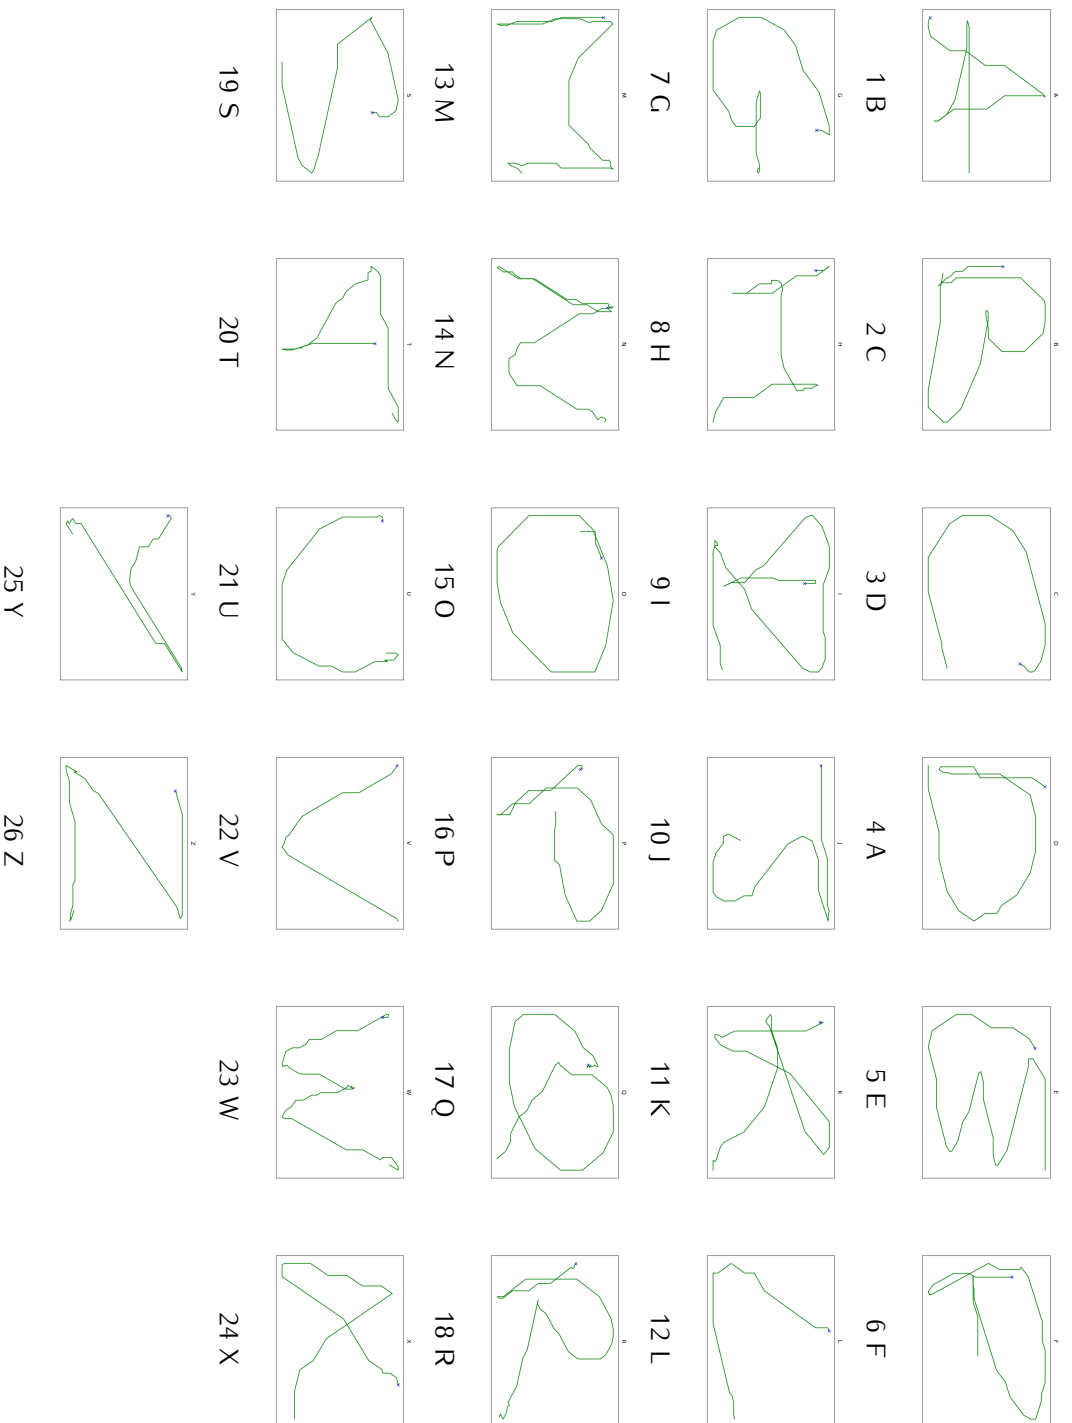 A B C D E F
1 B 2 C 3 D 4 A 5 E 6 F
G H I J K L
7 G 8 H 9 I 10 J 11 K 12 L
M N O P Q R
13 M 14 N 15 O 16 P 17 Q 18 R
S T U V W X
19 S 20 T 21 U 22 V 23 W 24 X
Y Z
25 Y 26 Z